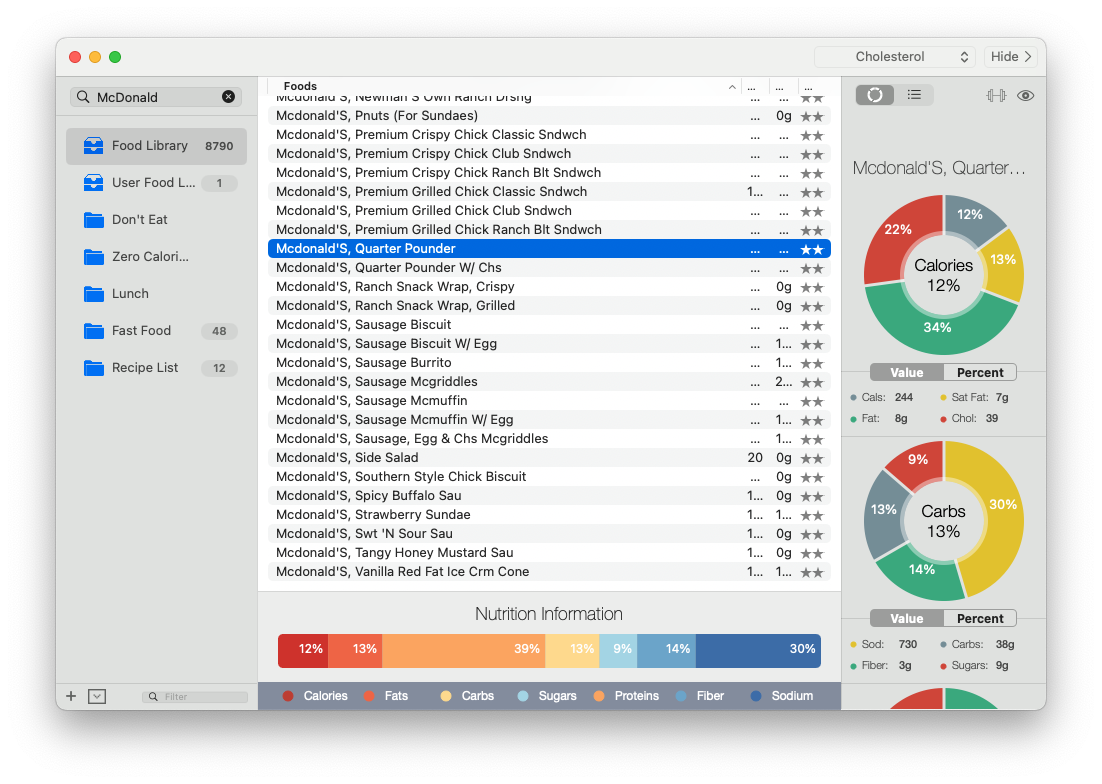 Cholesterol
Hide
McDonald
Food Library 8790
User Food L... 1
Don't Eat
Zero Calori...
Lunch
Fast Food 48
Recipe List 12
Filter
Foods ... ... ...
Mcdonald'S, Newman S Own Ranch Drsng ... ... ★★
Mcdonald'S, Pnuts (For Sundaes) ... 0g ★★
Mcdonald'S, Premium Crispy Chick Classic Sndwch ... ... ★★
Mcdonald'S, Premium Crispy Chick Club Sndwch ... ... ★★
Mcdonald'S, Premium Crispy Chick Ranch Blt Sndwch ... ... ★★
Mcdonald'S, Premium Grilled Chick Classic Sndwch 1... ... ★★
Mcdonald'S, Premium Grilled Chick Club Sndwch ... ... ★★
Mcdonald'S, Premium Grilled Chick Ranch Blt Sndwch ... ... ★★
Mcdonald'S, Quarter Pounder ... ... ★★
Mcdonald'S, Quarter Pounder W/ Chs ... ... ★★
Mcdonald'S, Ranch Snack Wrap, Crispy ... 0g ★★
Mcdonald'S, Ranch Snack Wrap, Grilled ... 0g ★★
Mcdonald'S, Sausage Biscuit ... ... ★★
Mcdonald'S, Sausage Biscuit W/ Egg ... 1... ★★
Mcdonald'S, Sausage Burrito ... 1... ★★
Mcdonald'S, Sausage Mcgriddles ... 2... ★★
Mcdonald'S, Sausage Mcmuffin ... ... ★★
Mcdonald'S, Sausage Mcmuffin W/ Egg ... 1... ★★
Mcdonald'S, Sausage, Egg & Chs Mcgriddles ... 1... ★★
Mcdonald'S, Side Salad 20 0g ★★
Mcdonald'S, Southern Style Chick Biscuit ... 0g ★★
Mcdonald'S, Spicy Buffalo Sau 1... 0g ★★
Mcdonald'S, Strawberry Sundae 1... 1... ★★
Mcdonald'S, Swt 'N Sour Sau 1... 0g ★★
Mcdonald'S, Tangy Honey Mustard Sau 1... 0g ★★
Mcdonald'S, Vanilla Red Fat Ice Crm Cone 1... 1... ★★
Nutrition Information
12% 13% 39% 13% 9% 14% 30%
Calories Fats Carbs Sugars Proteins Fiber Sodium
Mcdonald'S, Quarter...
12%
22%
13%
Calories
12%
34%
Value Percent
Cals: 244 Sat Fat: 7g
Fat: 8g Chol: 39
9%
30%
13%
Carbs
13%
14%
Value Percent
Sod: 730 Carbs: 38g
Fiber: 3g Sugars: 9g